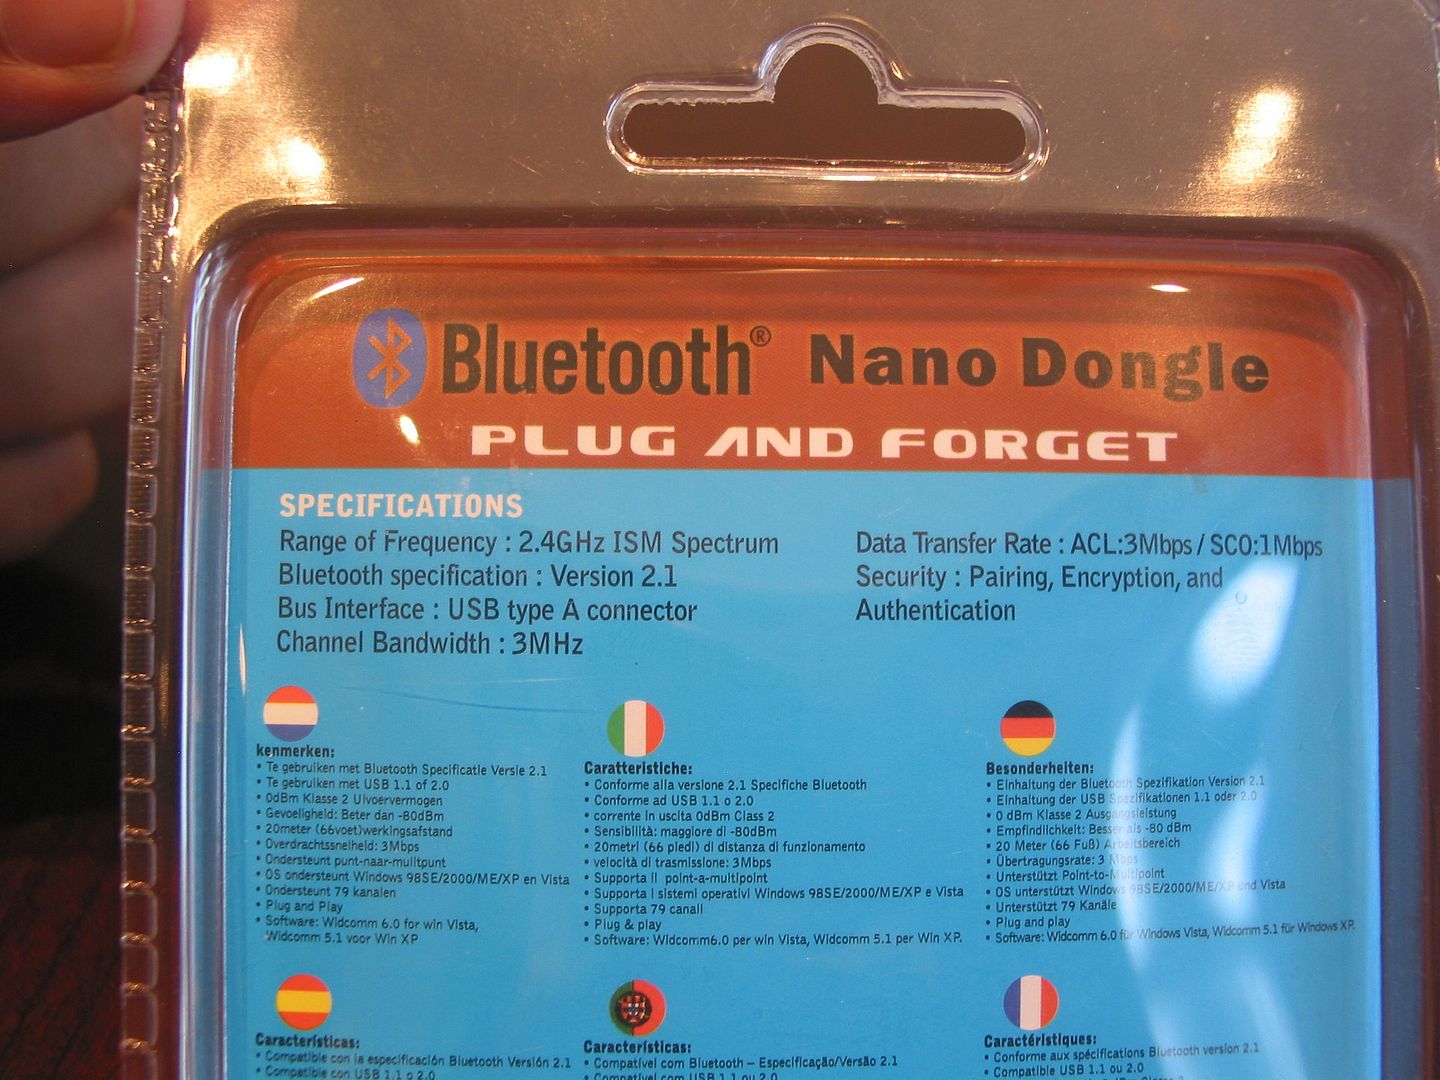 Bluetooth® Nano Dongle
PLUG AND FORGET
SPECIFICATIONS
Range of Frequency : 2.4GHz ISM Spectrum
Bluetooth specification : Version 2.1
Bus Interface : USB type A connector
Channel Bandwidth : 3MHz
Data Transfer Rate : ACL:3Mbps / SCO:1Mbps
Security : Pairing, Encryption, and
Authentication
kenmerken:
• Te gebruiken met Bluetooth Specificatie Versie 2.1
• Te gebruiken met USB 1.1 of 2.0
• 0dBm Klasse 2 Uivoervermogen
• Gevoeligheid: Beter dan -80dBm
• 20meter (66voet)werkingsafstand
• Overdrachtssnelheid: 3Mbps
• Ondersteunt punt-naar-mulitpunt
• OS ondersteunt Windows 98SE/2000/ME/XP en Vista
• Ondersteunt 79 kanalen
• Plug and Play
• Software: Widcomm 6.0 for win Vista,
Widcomm 5.1 voor Win XP
Caratteristiche:
• Conforme alla versione 2.1 Specifiche Bluetooth
• Conforme ad USB 1.1 o 2.0
• corrente in uscita 0dBm Class 2
• Sensibilità: maggiore di -80dBm
• 20metri (66 piedi) di distanza di funzionamento
• velocità di trasmissione: 3Mbps
• Supporta il point-a-multipoint
• Supporta i sistemi operativi Windows 98SE/2000/ME/XP e Vista
• Supporta 79 canali
• Plug & play
• Software: Widcomm6.0 per win Vista, Widcomm 5.1 per Win XP.
Besonderheiten:
• Einhaltung der Bluetooth Spezifikation Version 2.1
• Einhaltung der USB Spezifikationen 1.1 oder 2.0
• 0 dBm Klasse 2 Ausgangsleistung
• Empfindlichkeit: Besser als -80 dBm
• 20 Meter (66 Fuß) Arbeitsbereich
• Übertragungsrate: 3 Mbps
• Unterstützt Point-to-Multipoint
• OS unterstützt Windows 98SE/2000/ME/XP und Vista
• Unterstützt 79 Kanäle
• Plug and play
• Software: Widcomm 6.0 für Windows Vista, Widcomm 5.1 für Windows XP.
Características:
• Compatible con la especificación Bluetooth Versión 2.1
• Compatible con USB 1.1 o 2.0
Características:
• Compatível com Bluetooth – Especificação/Versão 2.1
• Compatível com USB 1.1 ou 2.0
Caractéristiques:
• Conforme aux spécifications Bluetooth version 2.1
• Compatible USB 1.1 ou 2.0